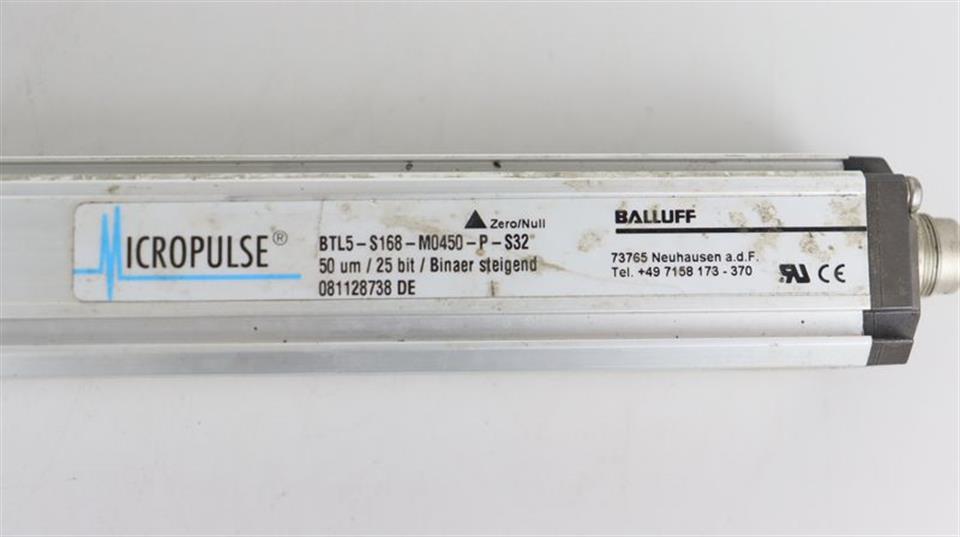 MICROPULSE®
▲ Zero/Null
BTL5-S168-M0450-P-S32
50 um / 25 bit / Binaer steigend
081128738 DE
BALLUFF
73765 Neuhausen a.d.F.
Tel. +49 7158 173 - 370
RU CE